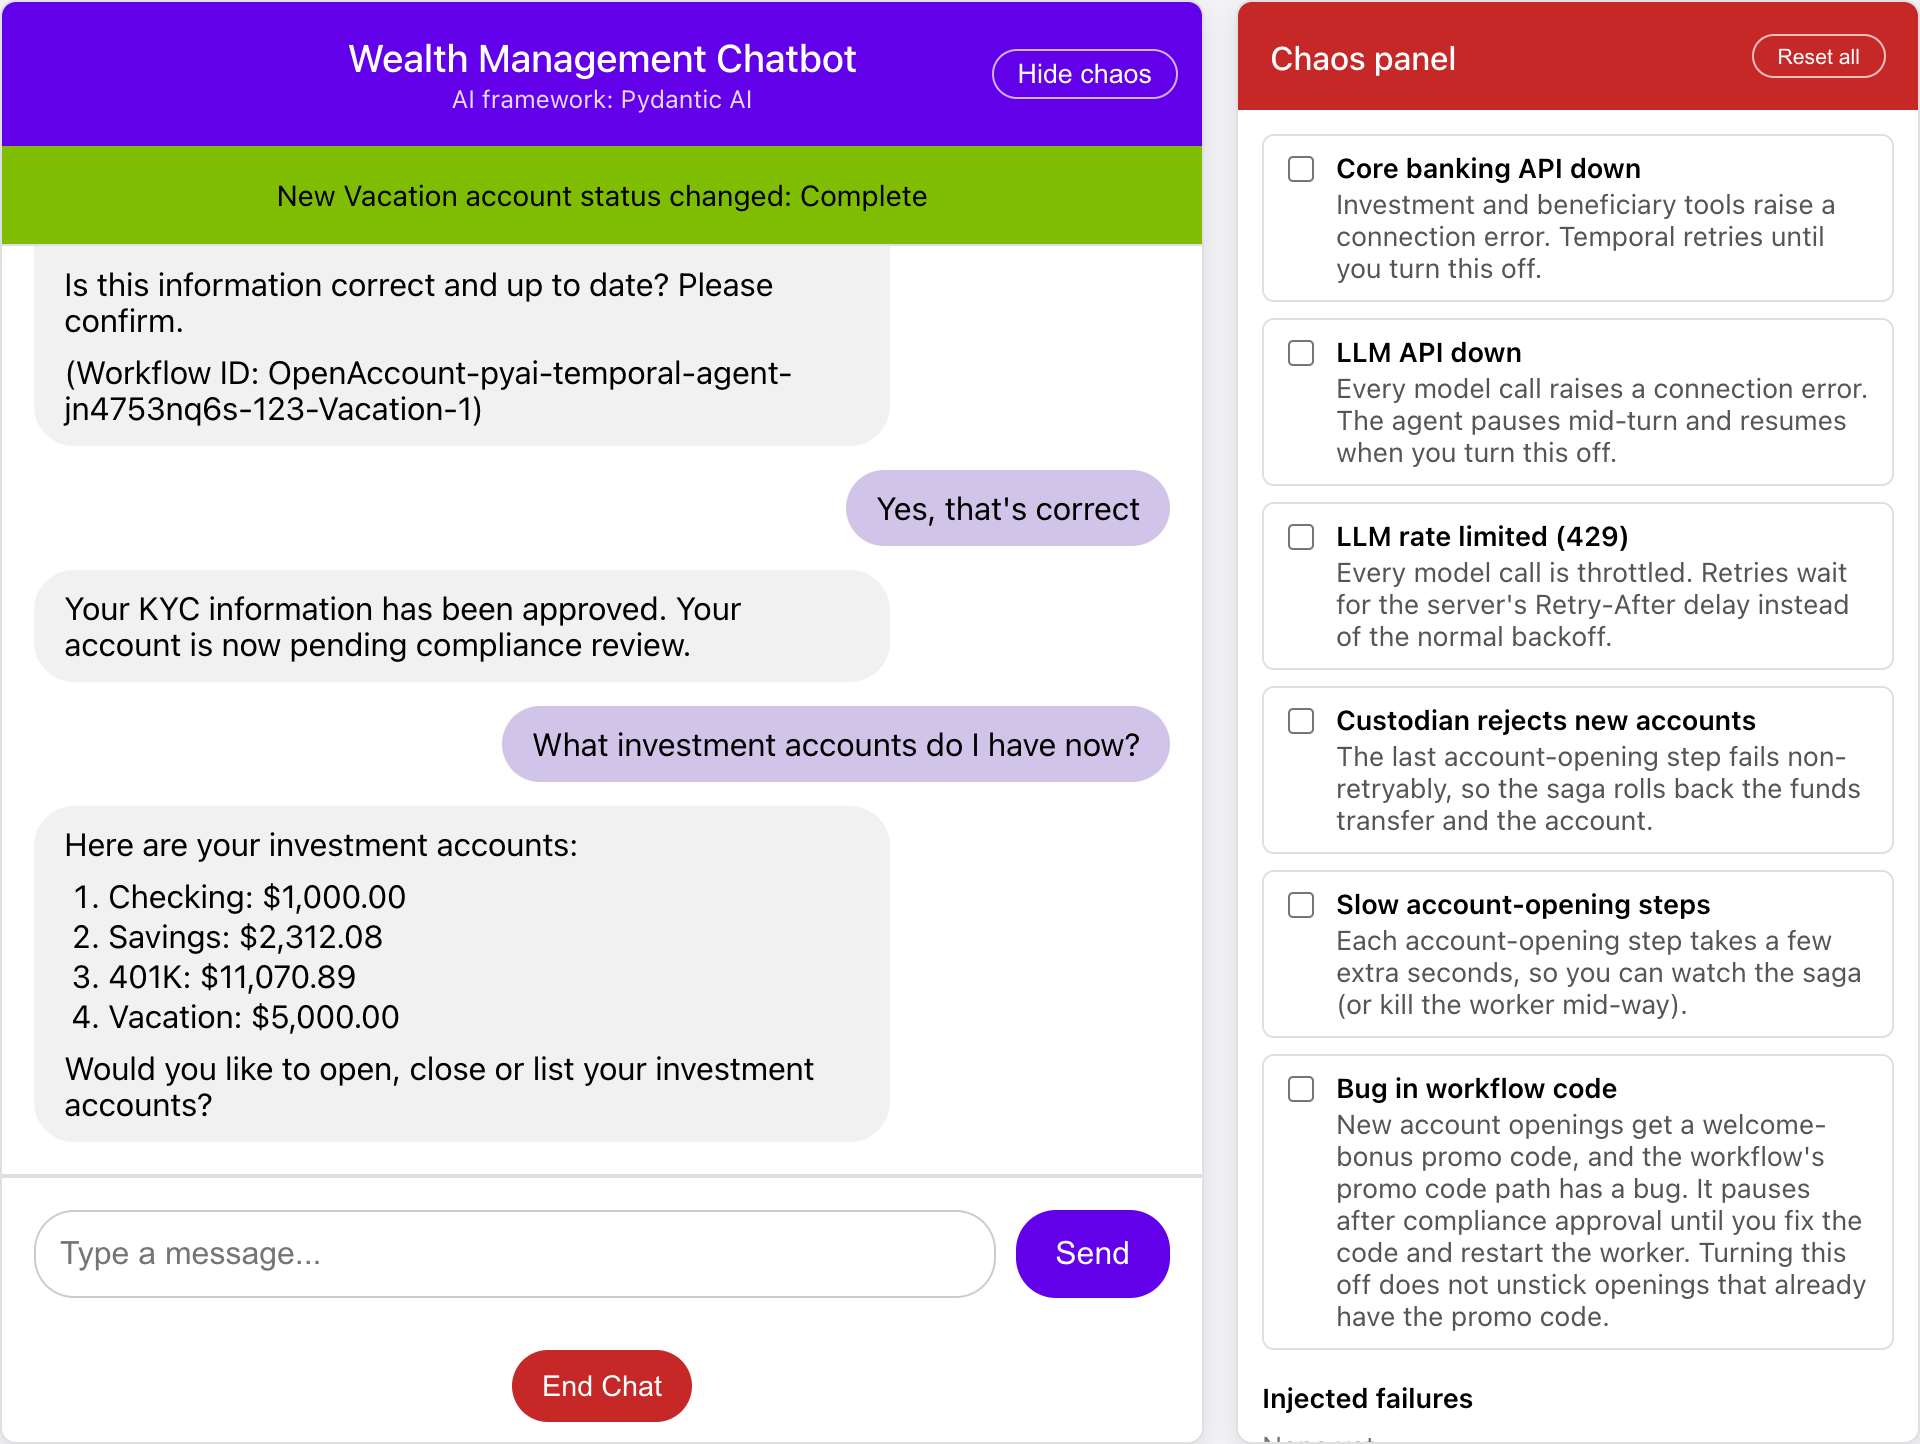 Wealth Management Chatbot
AI framework: Pydantic AI
Hide chaos
New Vacation account status changed: Complete
Is this information correct and up to date? Please
confirm.
(Workflow ID: OpenAccount-pyai-temporal-agent-
jn4753nq6s-123-Vacation-1)
Yes, that's correct
Your KYC information has been approved. Your
account is now pending compliance review.
What investment accounts do I have now?
Here are your investment accounts:
1. Checking: $1,000.00
2. Savings: $2,312.08
3. 401K: $11,070.89
4. Vacation: $5,000.00
Would you like to open, close or list your investment
accounts?
Type a message...
Send
End Chat
Chaos panel
Reset all
Core banking API down
Investment and beneficiary tools raise a
connection error. Temporal retries until
you turn this off.
LLM API down
Every model call raises a connection error.
The agent pauses mid-turn and resumes
when you turn this off.
LLM rate limited (429)
Every model call is throttled. Retries wait
for the server's Retry-After delay instead
of the normal backoff.
Custodian rejects new accounts
The last account-opening step fails non-
retryably, so the saga rolls back the funds
transfer and the account.
Slow account-opening steps
Each account-opening step takes a few
extra seconds, so you can watch the saga
(or kill the worker mid-way).
Bug in workflow code
New account openings get a welcome-
bonus promo code, and the workflow's
promo code path has a bug. It pauses
after compliance approval until you fix the
code and restart the worker. Turning this
off does not unstick openings that already
have the promo code.
Injected failures